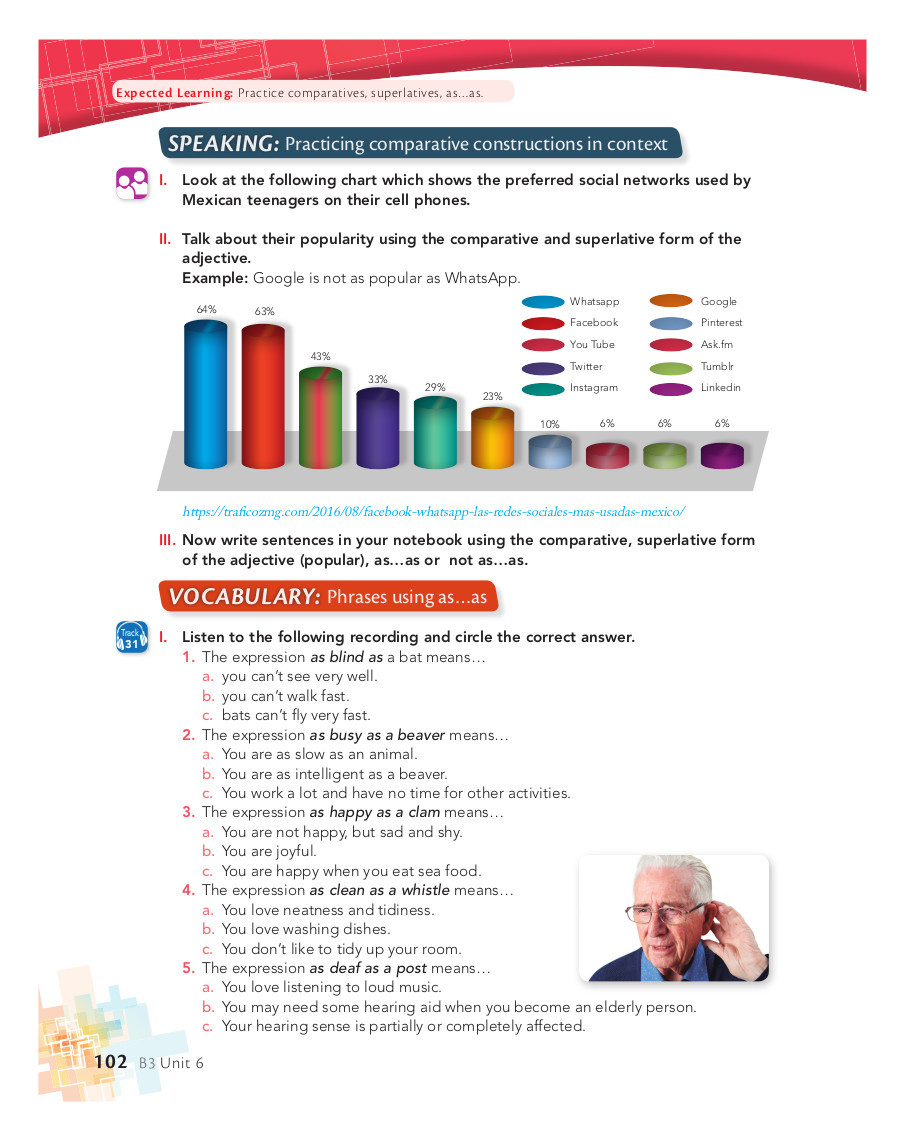 Expected Learning: Practice comparatives, superlatives, as...as.
SPEAKING: Practicing comparative constructions in context
I. Look at the following chart which shows the preferred social networks used by
Mexican teenagers on their cell phones.
II. Talk about their popularity using the comparative and superlative form of the
adjective.
Example: Google is not as popular as WhatsApp.
64% 63% 43% 33% 29% 23% 10% 6% 6% 6%
Whatsapp Google
Facebook Pinterest
You Tube Ask.fm
Twitter Tumblr
Instagram Linkedin
https://traficozmg.com/2016/08/facebook-whatsapp-las-redes-sociales-mas-usadas-mexico/
III. Now write sentences in your notebook using the comparative, superlative form
of the adjective (popular), as…as or not as…as.
VOCABULARY: Phrases using as...as
Track
31
I. Listen to the following recording and circle the correct answer.
1. The expression as blind as a bat means…
a. you can't see very well.
b. you can't walk fast.
c. bats can't fly very fast.
2. The expression as busy as a beaver means…
a. You are as slow as an animal.
b. You are as intelligent as a beaver.
c. You work a lot and have no time for other activities.
3. The expression as happy as a clam means…
a. You are not happy, but sad and shy.
b. You are joyful.
c. You are happy when you eat sea food.
4. The expression as clean as a whistle means…
a. You love neatness and tidiness.
b. You love washing dishes.
c. You don't like to tidy up your room.
5. The expression as deaf as a post means…
a. You love listening to loud music.
b. You may need some hearing aid when you become an elderly person.
c. Your hearing sense is partially or completely affected.
102 B3 Unit 6